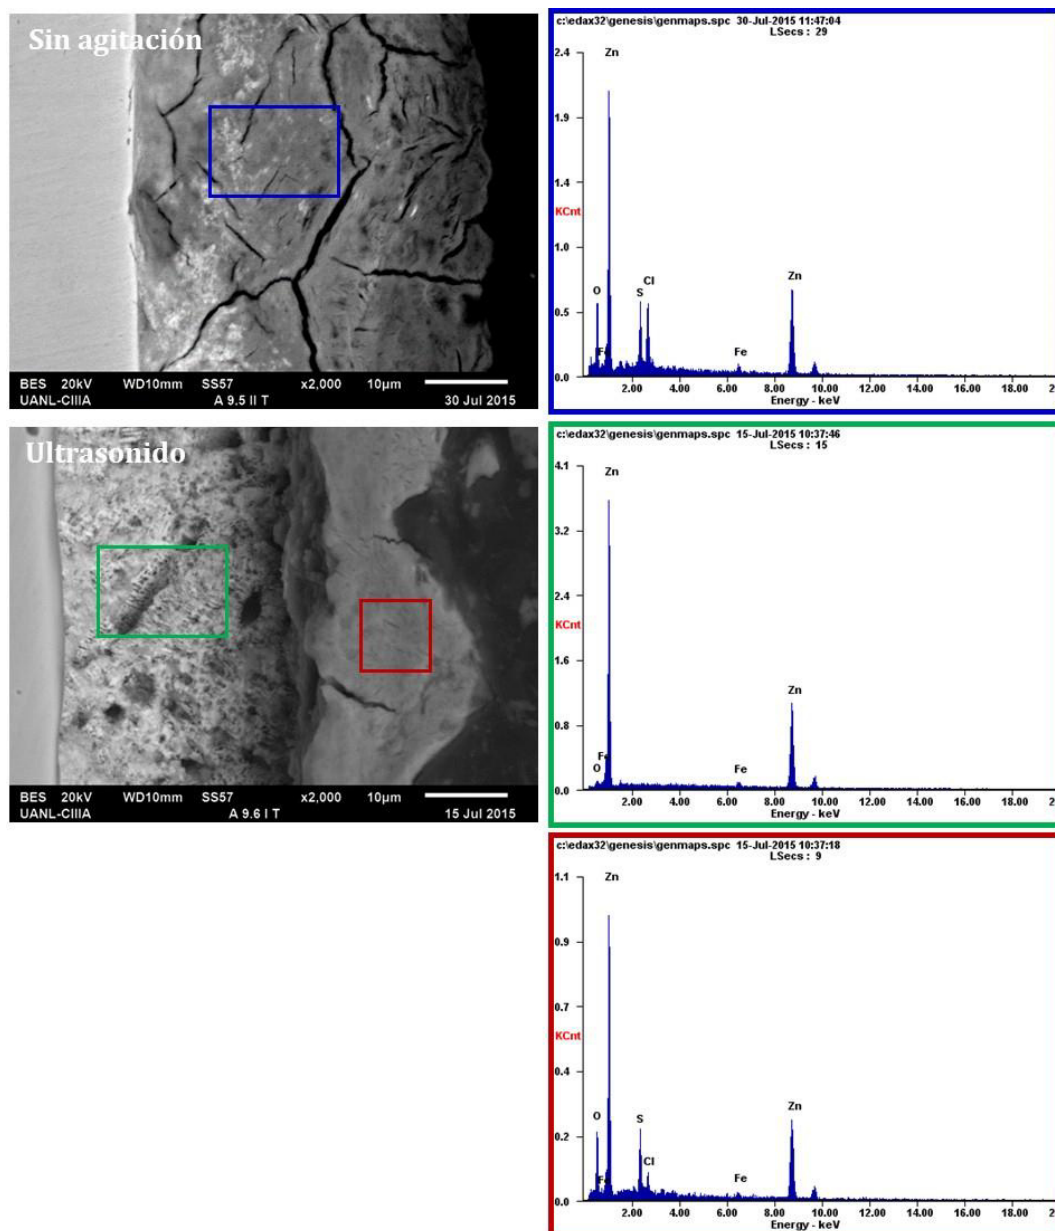 Sin agitación
BES 20kV WD10mm SS57 x2,000 10µm
UANL-CIIIA A 9.5 II T 30 Jul 2015
c:\edax32\genesis\genmaps.spc 30-Jul-2015 11:47:04
LSecs : 29
2.4
Zn
1.9
1.4
KCnt
1.0
Cl
Zn
O
S
0.5
Fe
Fe
0.0
2.00 4.00 6.00 8.00 10.00 12.00 14.00 16.00 18.00
Energy - keV
Ultrasonido
BES 20kV WD10mm SS57 x2,000 10µm
UANL-CIIIA A 9.6 I T 15 Jul 2015
c:\edax32\genesis\genmaps.spc 15-Jul-2015 10:37:46
LSecs : 15
4.1
Zn
3.2
2.4
KCnt
1.6
Zn
0.8
Fe
O
Fe
0.0
2.00 4.00 6.00 8.00 10.00 12.00 14.00 16.00 18.00
Energy - keV
c:\edax32\genesis\genmaps.spc 15-Jul-2015 10:37:18
LSecs : 9
1.1
Zn
0.9
0.7
KCnt
0.4
O
S
Zn
0.2
Cl
Fe
Fe
0.0
2.00 4.00 6.00 8.00 10.00 12.00 14.00 16.00 18.00
Energy - keV